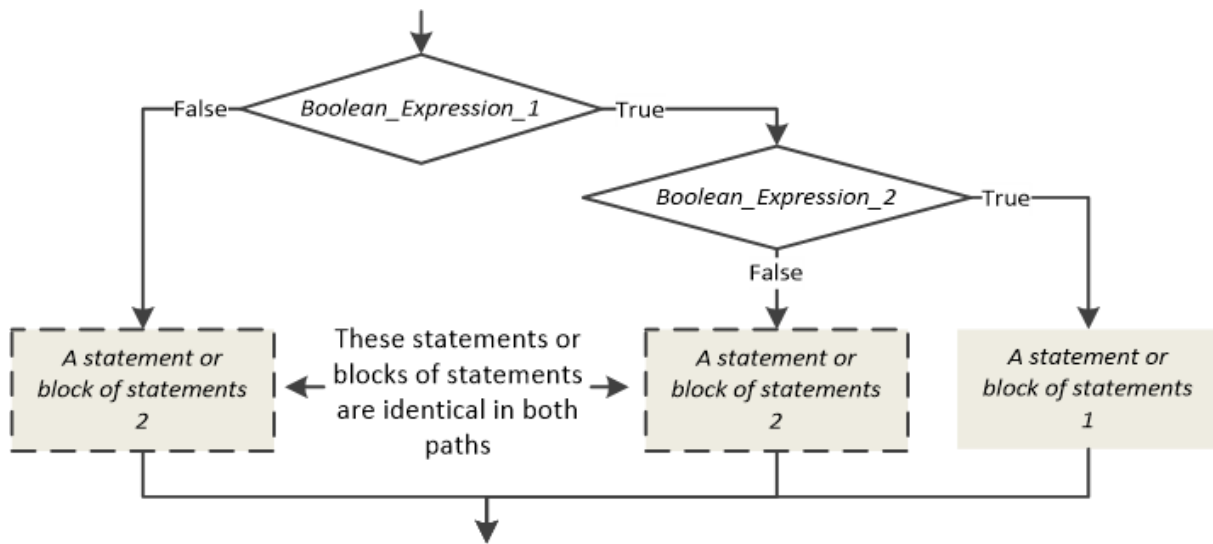 Boolean_Expression_1
False
True
Boolean_Expression_2
True
False
A statement or
block of statements
2
These statements or
blocks of statements
are identical in both
paths
A statement or
block of statements
2
A statement or
block of statements
1